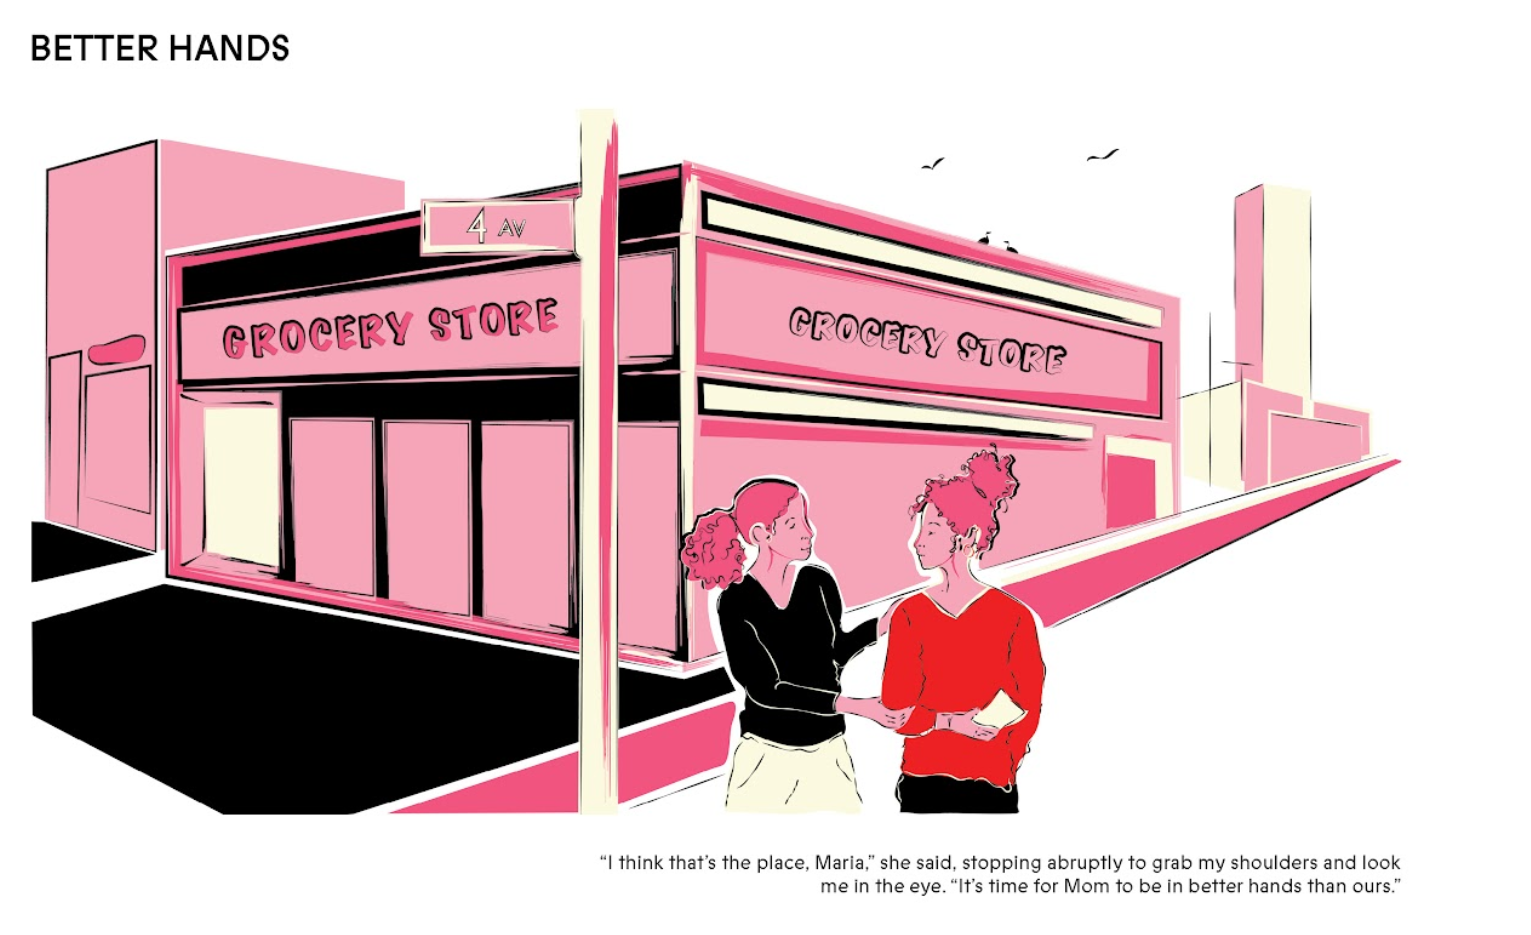 BETTER HANDS
4 AV
GROCERY STORE
GROCERY STORE
“I think that’s the place, Maria,” she said, stopping abruptly to grab my shoulders and look
me in the eye. “It’s time for Mom to be in better hands than ours.”